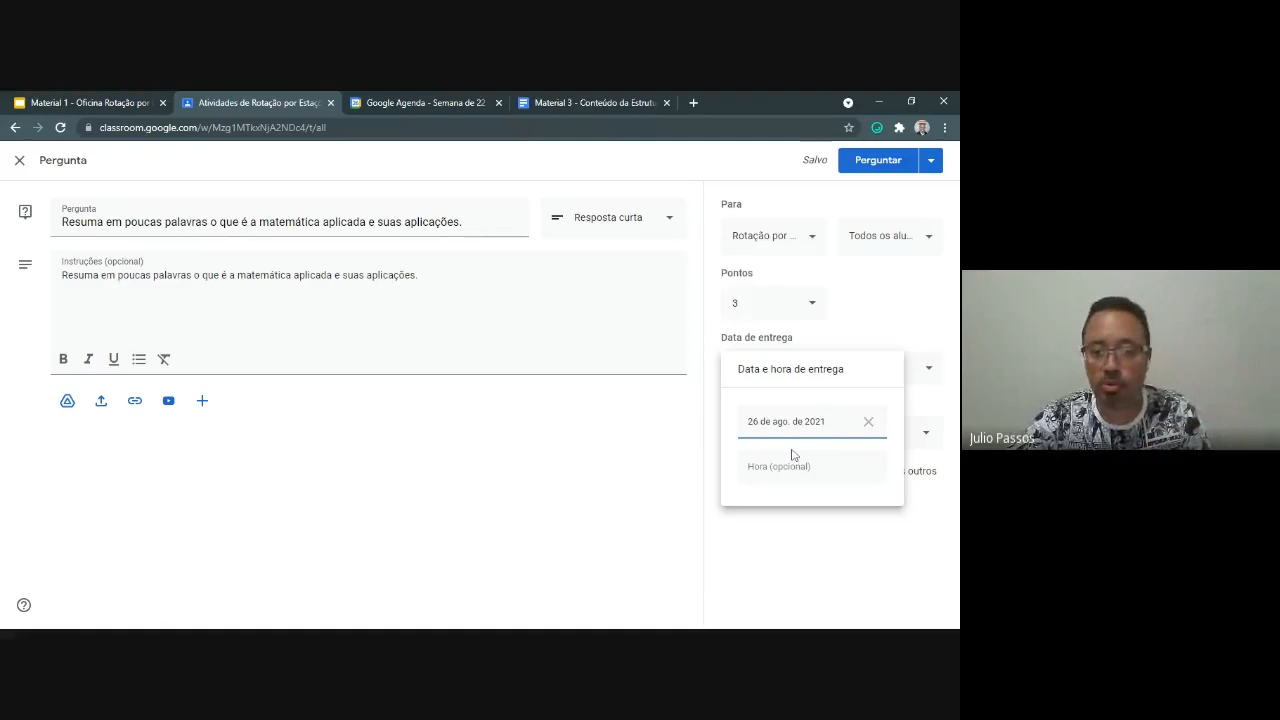 Material 1 - Oficina Rotação por
Atividades de Rotação por Estaç
Google Agenda - Semana de 22
Material 3 - Conteúdo da Estrutu
classroom.google.com/w/Mzg1MTkxNjA2NDc4/t/all
Pergunta
Salvo
Perguntar
Pergunta
Resuma em poucas palavras o que é a matemática aplicada e suas aplicações.
Resposta curta
Instruções (opcional)
Resuma em poucas palavras o que é a matemática aplicada e suas aplicações.
B I U
Para
Rotação por ...
Todos os alu...
Pontos
3
Data de entrega
Data e hora de entrega
26 de ago. de 2021
Hora (opcional)
outros
Julio Passos